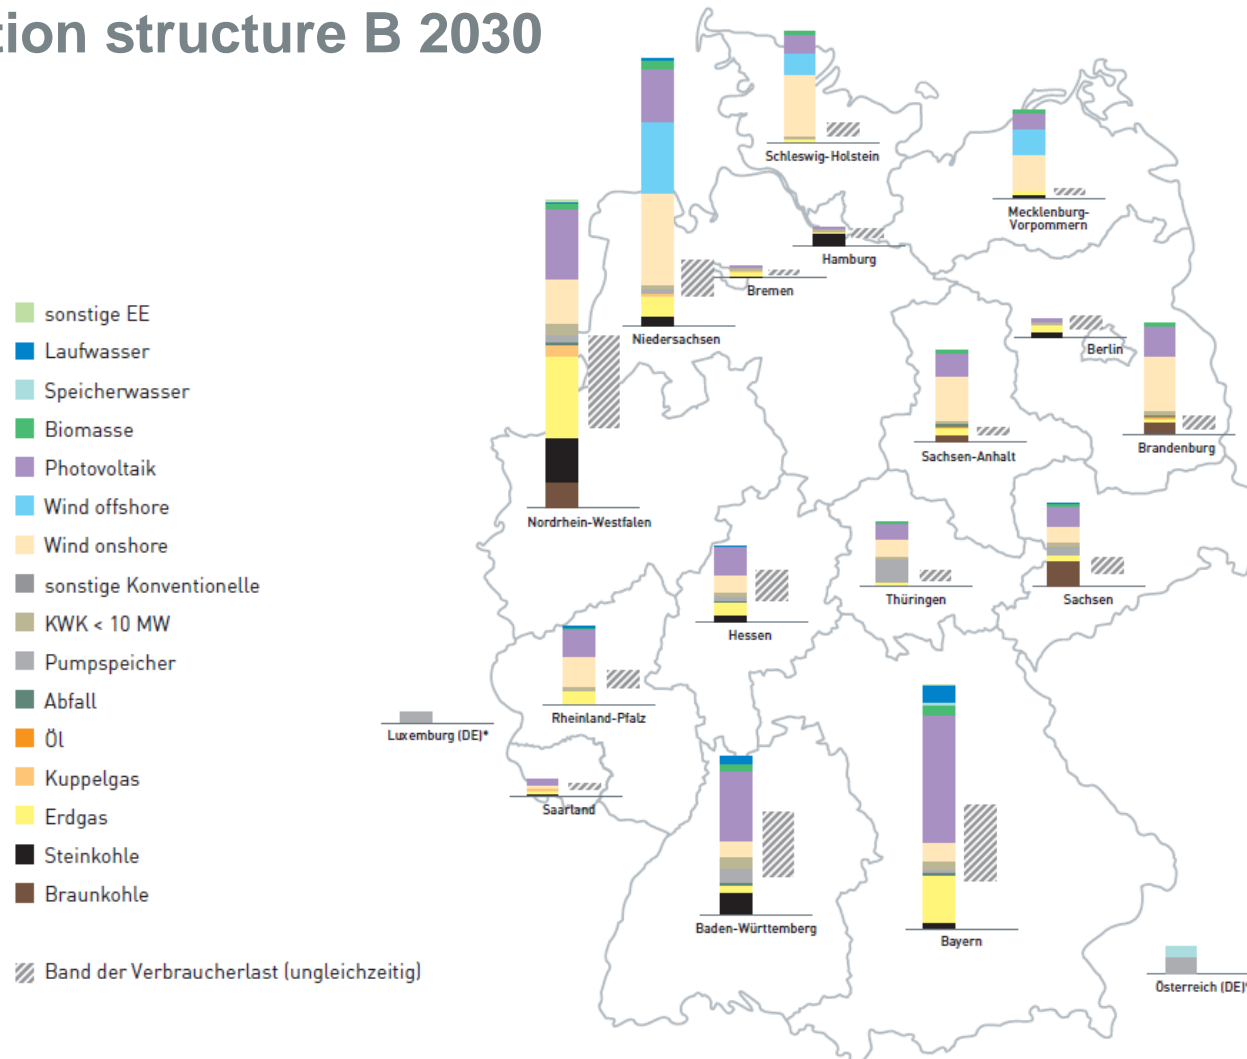 tion structure B 2030
Schleswig-Holstein
Mecklenburg-
Vorpommern
Hamburg
Bremen
Niedersachsen
Berlin
Sachsen-Anhalt
Brandenburg
Nordrhein-Westfalen
Thüringen
Sachsen
Hessen
Rheinland-Pfalz
Luxemburg (DE)*
Saarland
Baden-Württemberg
Bayern
Österreich (DE)*
sonstige EE
Laufwasser
Speicherwasser
Biomasse
Photovoltaik
Wind offshore
Wind onshore
sonstige Konventionelle
KWK < 10 MW
Pumpspeicher
Abfall
Öl
Kuppelgas
Erdgas
Steinkohle
Braunkohle
Band der Verbraucherlast (ungleichzeitig)